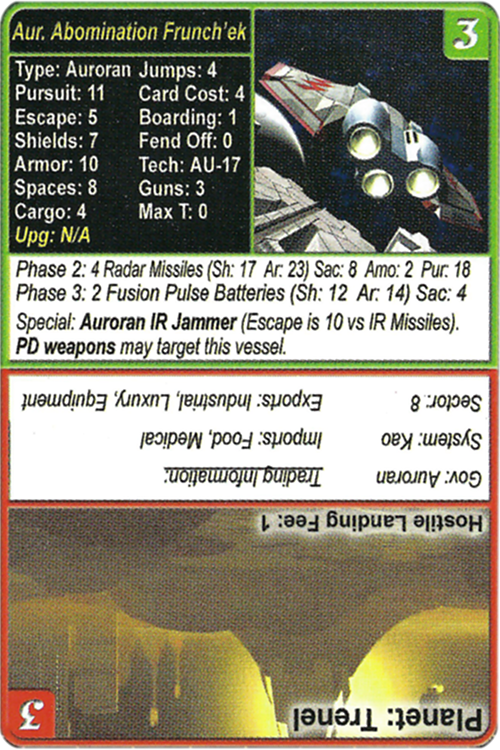 Aur. Abomination Frunch'ek
3
Type: Auroran Jumps: 4
Pursuit: 11 Card Cost: 4
Escape: 5 Boarding: 1
Shields: 7 Fend Off: 0
Armor: 10 Tech: AU-17
Spaces: 8 Guns: 3
Cargo: 4 Max T: 0
Upg: N/A
Phase 2: 4 Radar Missiles (Sh: 17 Ar: 23) Sac: 8 Amo: 2 Pur: 18
Phase 3: 2 Fusion Pulse Batteries (Sh: 12 Ar: 14) Sac: 4
Special: Auroran IR Jammer (Escape is 10 vs IR Missiles).
PD weapons may target this vessel.
Planet: Trenel
3
Hostile Landing Fee: 1
Gov: Auroran Trading Information:
System: Kao Imports: Food, Medical
Sector: 8 Exports: Industrial, Luxury, Equipment